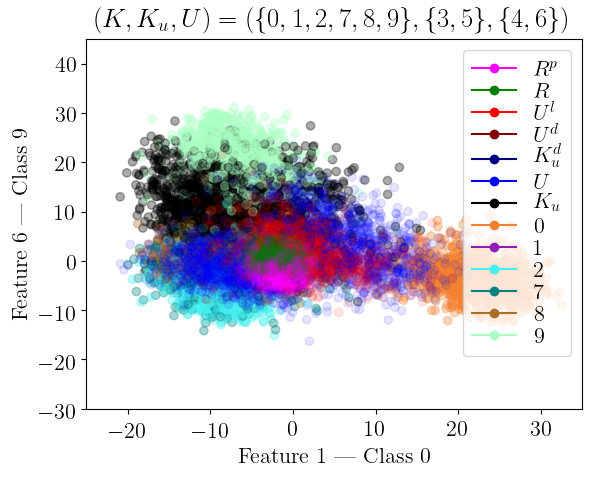 (K, K_u, U) = ({0, 1, 2, 7, 8, 9}, {3, 5}, {4, 6})
40
30
20
10
0
−10
−20
−30
Feature 6 — Class 9
R^p
R
U^l
U^d
K_u^d
U
K_u
0
1
2
7
8
9
−20
−10
0
10
20
30
Feature 1 — Class 0